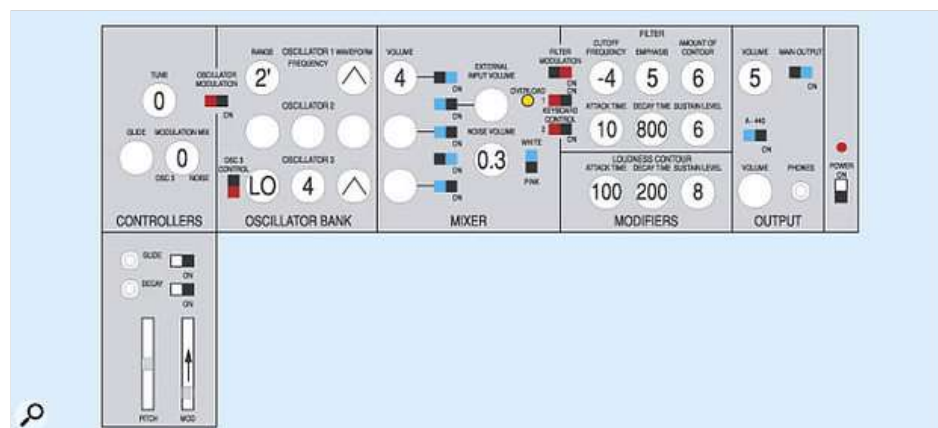 TUNE
0
OSCILLATOR
MODULATION
ON
GLIDE
MODULATION MIX
0
OSC 3
NOISE
CONTROLLERS
RANGE
OSCILLATOR 1
WAVEFORM
FREQUENCY
2'
OSCILLATOR 2
OSC 3
CONTROL
OSCILLATOR 3
LO
4
OSCILLATOR BANK
VOLUME
4
ON
EXTERNAL
INPUT VOLUME
ON
ON
NOISE VOLUME
0.3
ON
ON
OVERLOAD
WHITE
PINK
MIXER
FILTER
MODULATION
ON
ON
1
KEYBOARD
CONTROL
2
FILTER
CUTOFF
FREQUENCY
EMPHASIS
AMOUNT OF
CONTOUR
-4
5
6
ATTACK TIME
DECAY TIME
SUSTAIN LEVEL
10
800
6
LOUDNESS CONTOUR
ATTACK TIME
DECAY TIME
SUSTAIN LEVEL
100
200
8
MODIFIERS
VOLUME
MAIN OUTPUT
5
ON
A-440
ON
VOLUME
PHONES
OUTPUT
POWER
ON
GLIDE
ON
DECAY
ON
PITCH
MOD